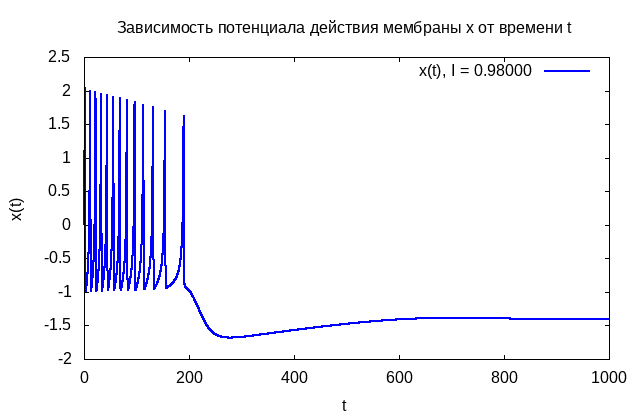 Зависимость потенциала действия мембраны x от времени t
x(t), I = 0.98000
2.5
2
1.5
1
0.5
0
-0.5
-1
-1.5
-2
x(t)
0 200 400 600 800 1000
t